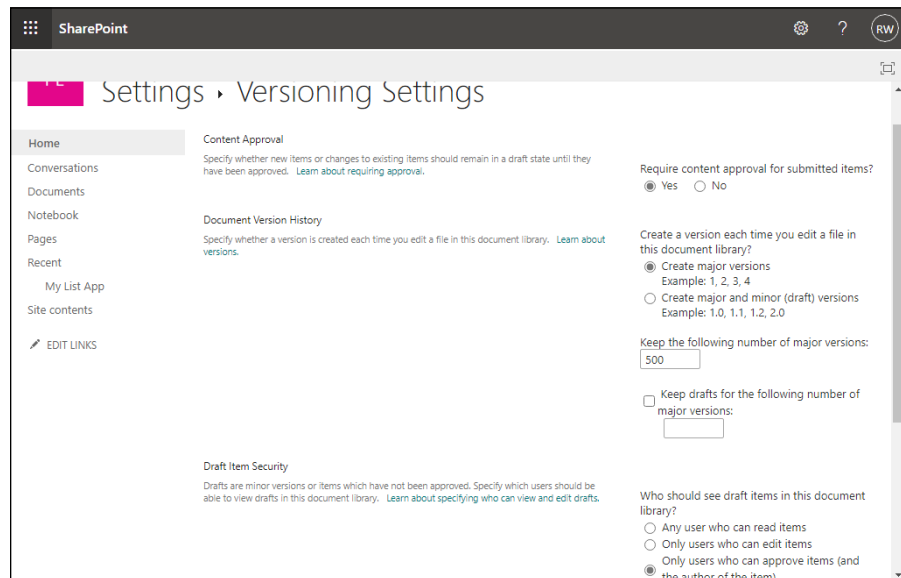 SharePoint
RW
Settings › Versioning Settings
Home
Conversations
Documents
Notebook
Pages
Recent
My List App
Site contents
EDIT LINKS
Content Approval
Specify whether new items or changes to existing items should remain in a draft state until they
have been approved. Learn about requiring approval.
Require content approval for submitted items?
Yes No
Document Version History
Specify whether a version is created each time you edit a file in this document library. Learn about
versions.
Create a version each time you edit a file in
this document library?
Create major versions
Example: 1, 2, 3, 4
Create major and minor (draft) versions
Example: 1.0, 1.1, 1.2, 2.0
Keep the following number of major versions:
500
Keep drafts for the following number of
major versions:
Draft Item Security
Drafts are minor versions or items which have not been approved. Specify which users should be
able to view drafts in this document library. Learn about specifying who can view and edit drafts.
Who should see draft items in this document
library?
Any user who can read items
Only users who can edit items
Only users who can approve items (and
the author of the item)